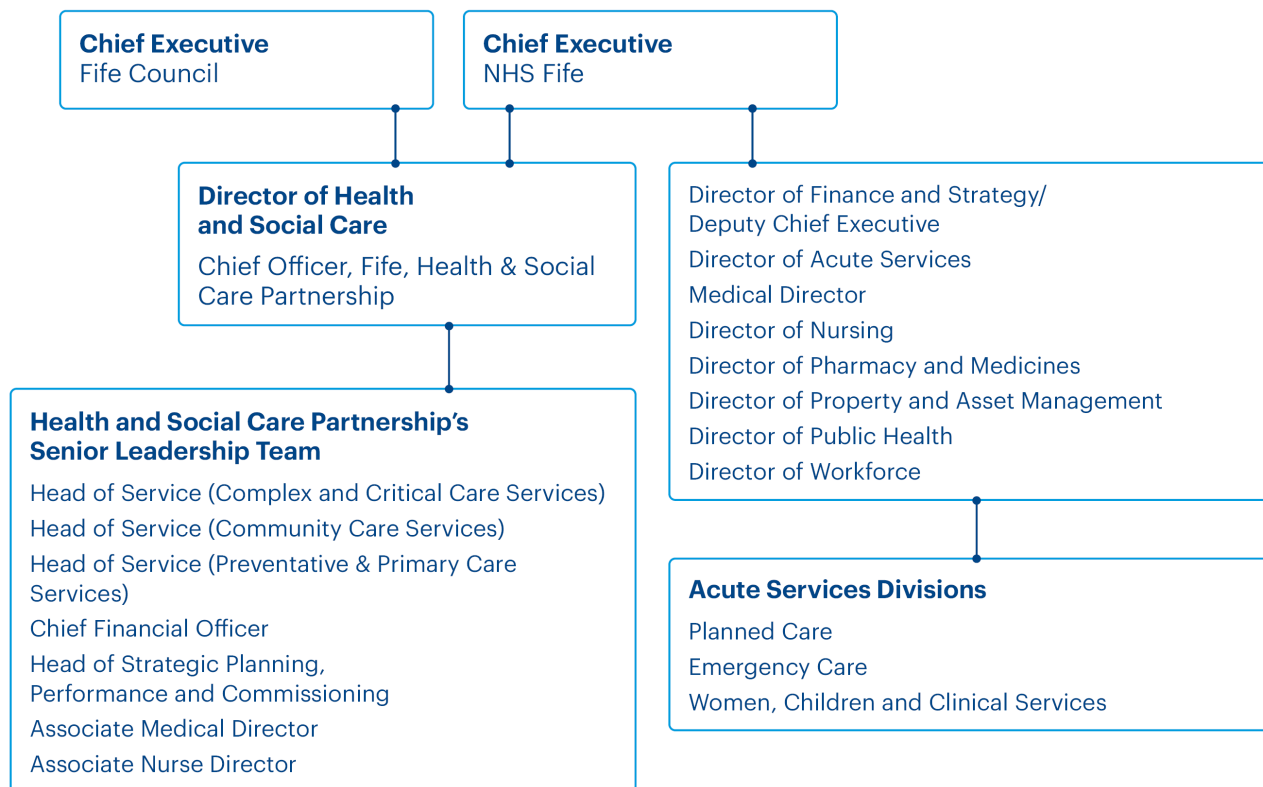 Chief Executive
Fife Council
Chief Executive
NHS Fife
Director of Health
and Social Care
Chief Officer, Fife, Health & Social
Care Partnership
Director of Finance and Strategy/
Deputy Chief Executive
Director of Acute Services
Medical Director
Director of Nursing
Director of Pharmacy and Medicines
Director of Property and Asset Management
Director of Public Health
Director of Workforce
Health and Social Care Partnership’s
Senior Leadership Team
Head of Service (Complex and Critical Care Services)
Head of Service (Community Care Services)
Head of Service (Preventative & Primary Care
Services)
Chief Financial Officer
Head of Strategic Planning,
Performance and Commissioning
Associate Medical Director
Associate Nurse Director
Acute Services Divisions
Planned Care
Emergency Care
Women, Children and Clinical Services